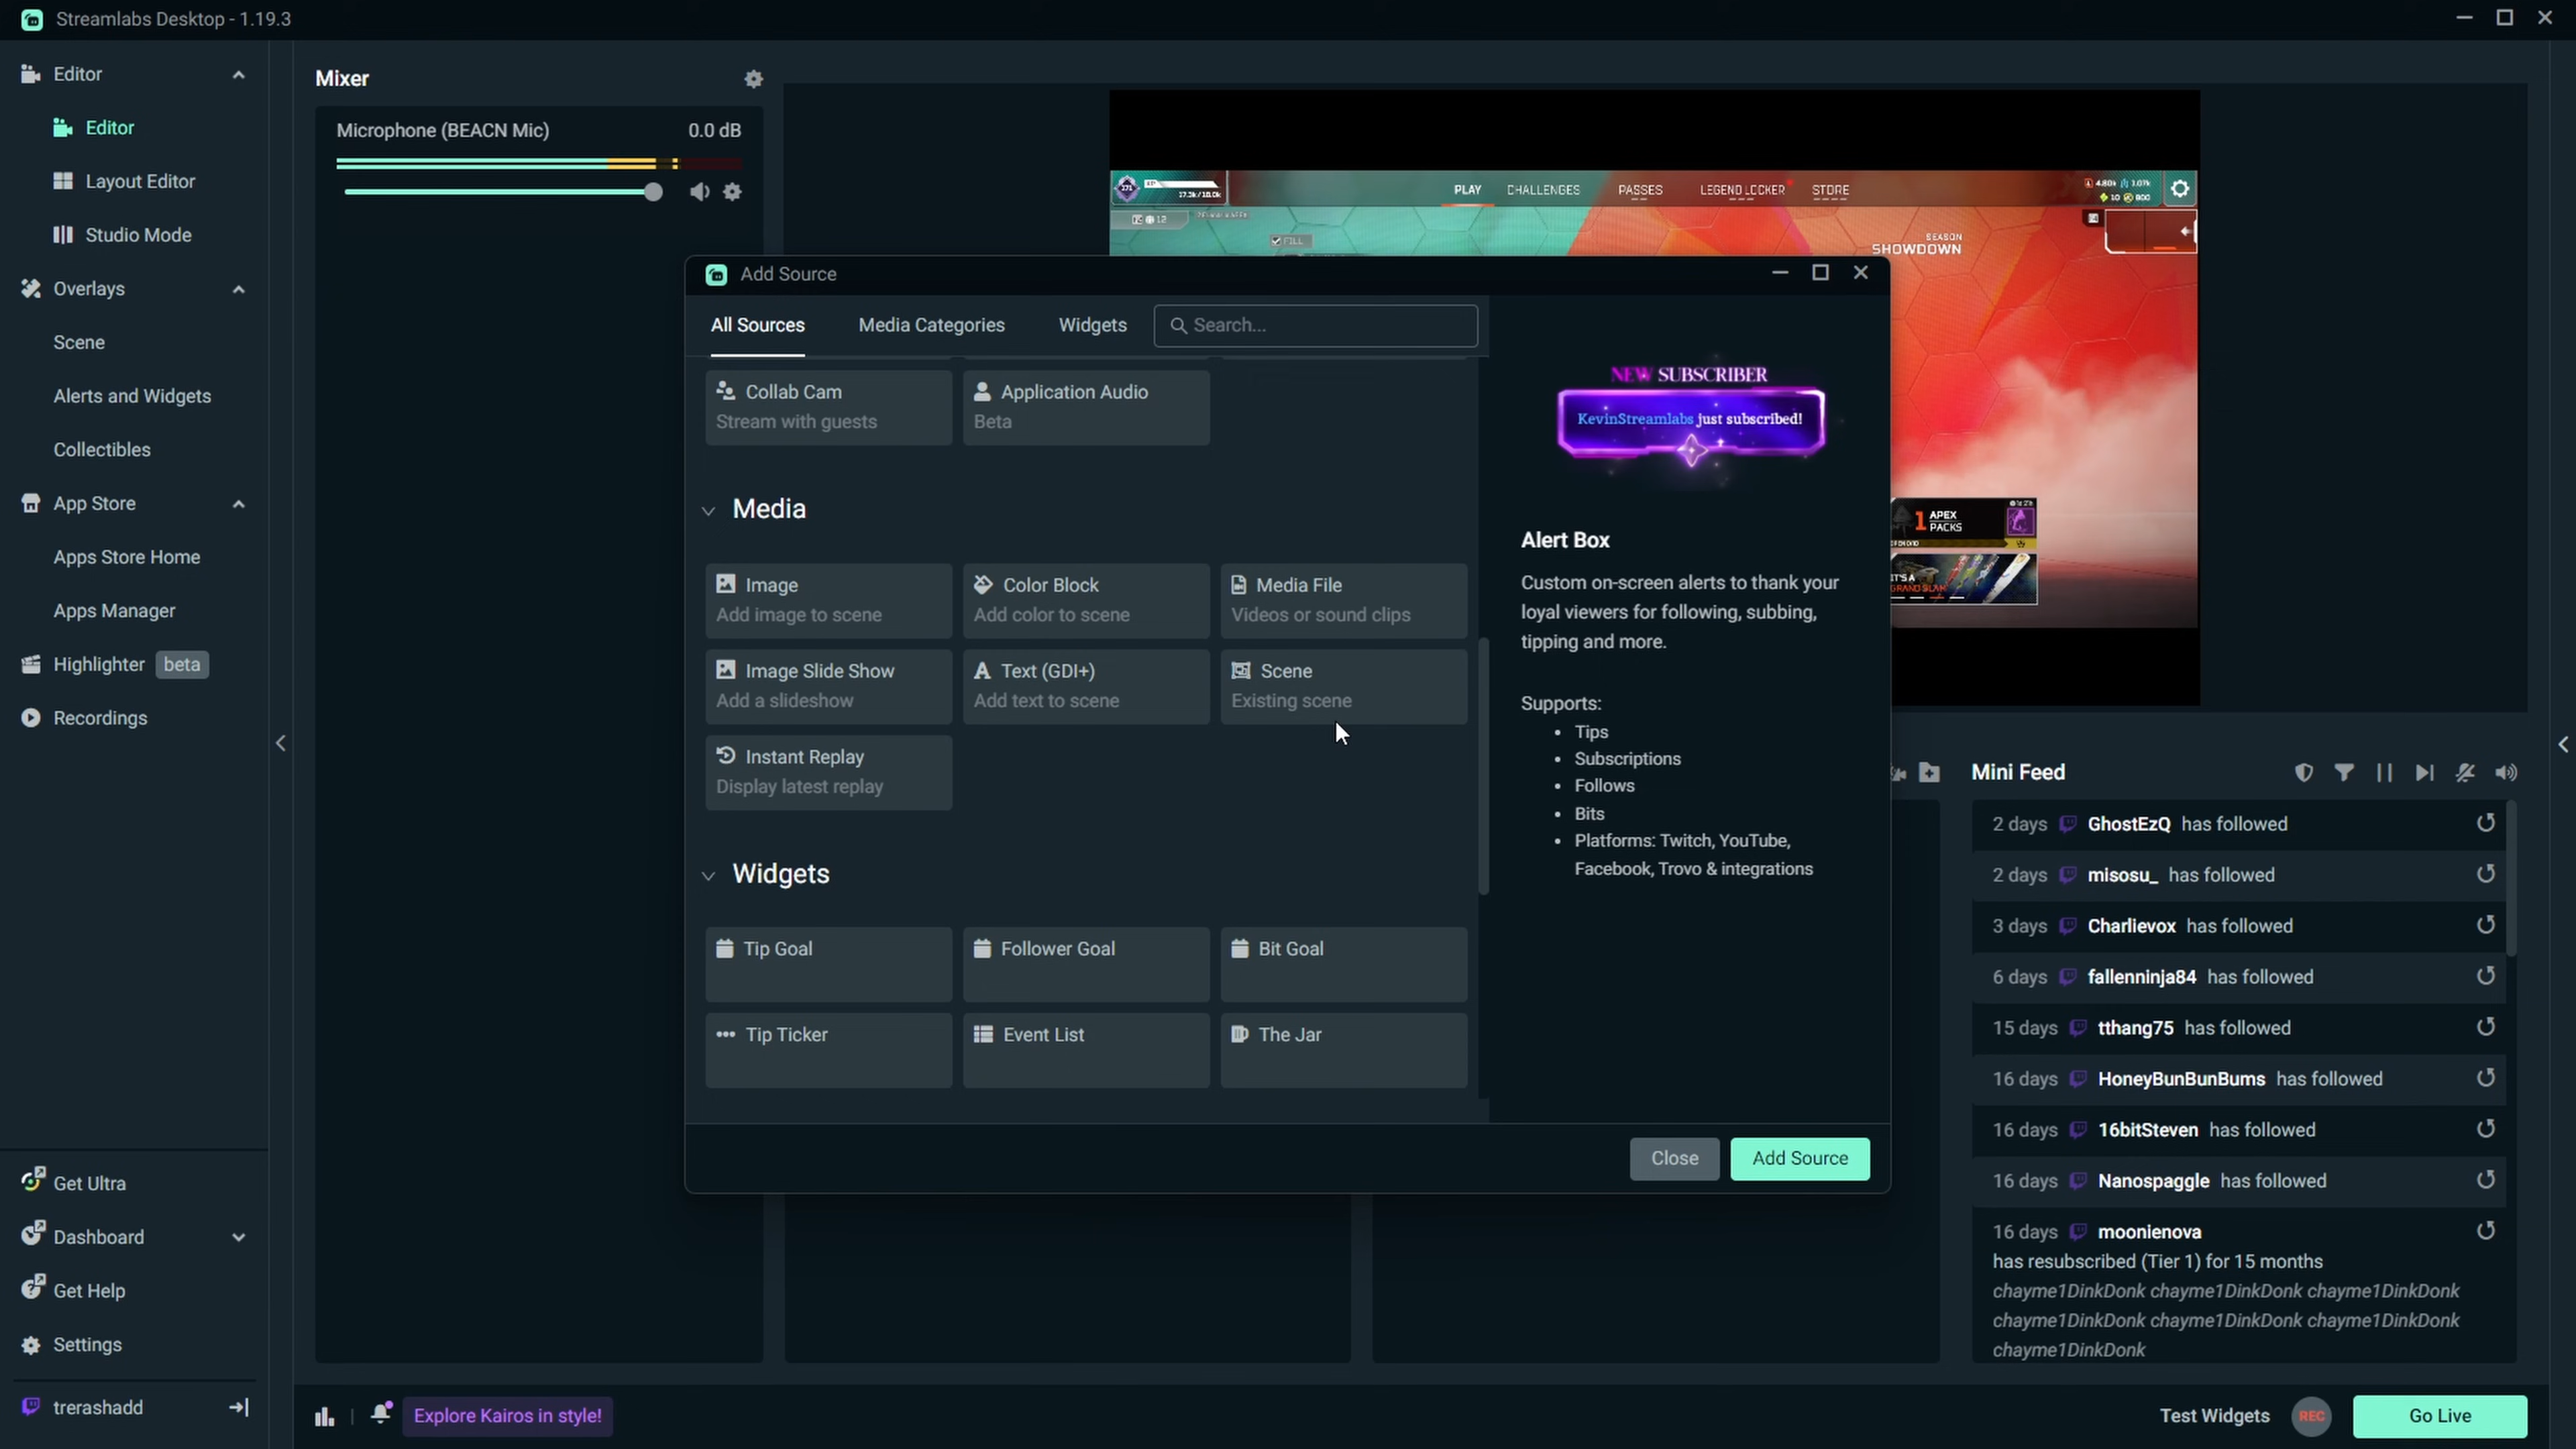 Streamlabs Desktop - 1.19.3
Editor
Editor
Layout Editor
Studio Mode
Overlays
Scene
Alerts and Widgets
Collectibles
App Store
Apps Store Home
Apps Manager
Highlighter beta
Recordings
Get Ultra
Dashboard
Get Help
Settings
trerashadd
Mixer
Microphone (BEACN Mic) 0.0 dB
PLAY CHALLENGES PASSES LEGEND LOCKER STORE
FILL
SEASON
SHOWDOWN
1 APEX
PACKS
IT'S A
GRAND SLAM
Add Source
All Sources Media Categories Widgets Search...
Collab Cam
Stream with guests
Application Audio
Beta
Media
Image
Add image to scene
Color Block
Add color to scene
Media File
Videos or sound clips
Image Slide Show
Add a slideshow
Text (GDI+)
Add text to scene
Scene
Existing scene
Instant Replay
Display latest replay
Widgets
Tip Goal
Follower Goal
Bit Goal
Tip Ticker
Event List
The Jar
NEW SUBSCRIBER
KevinStreamlabs just subscribed!
Alert Box
Custom on-screen alerts to thank your
loyal viewers for following, subbing,
tipping and more.
Supports:
• Tips
• Subscriptions
• Follows
• Bits
• Platforms: Twitch, YouTube,
Facebook, Trovo & integrations
Close Add Source
Mini Feed
2 days GhostEzQ has followed
2 days misosu_ has followed
3 days Charlievox has followed
6 days fallenninja84 has followed
15 days tthang75 has followed
16 days HoneyBunBunBums has followed
16 days 16bitSteven has followed
16 days Nanospaggle has followed
16 days moonienova
has resubscribed (Tier 1) for 15 months
chayme1DinkDonk chayme1DinkDonk chayme1DinkDonk
chayme1DinkDonk chayme1DinkDonk chayme1DinkDonk
chayme1DinkDonk
Explore Kairos in style!
Test Widgets REC Go Live